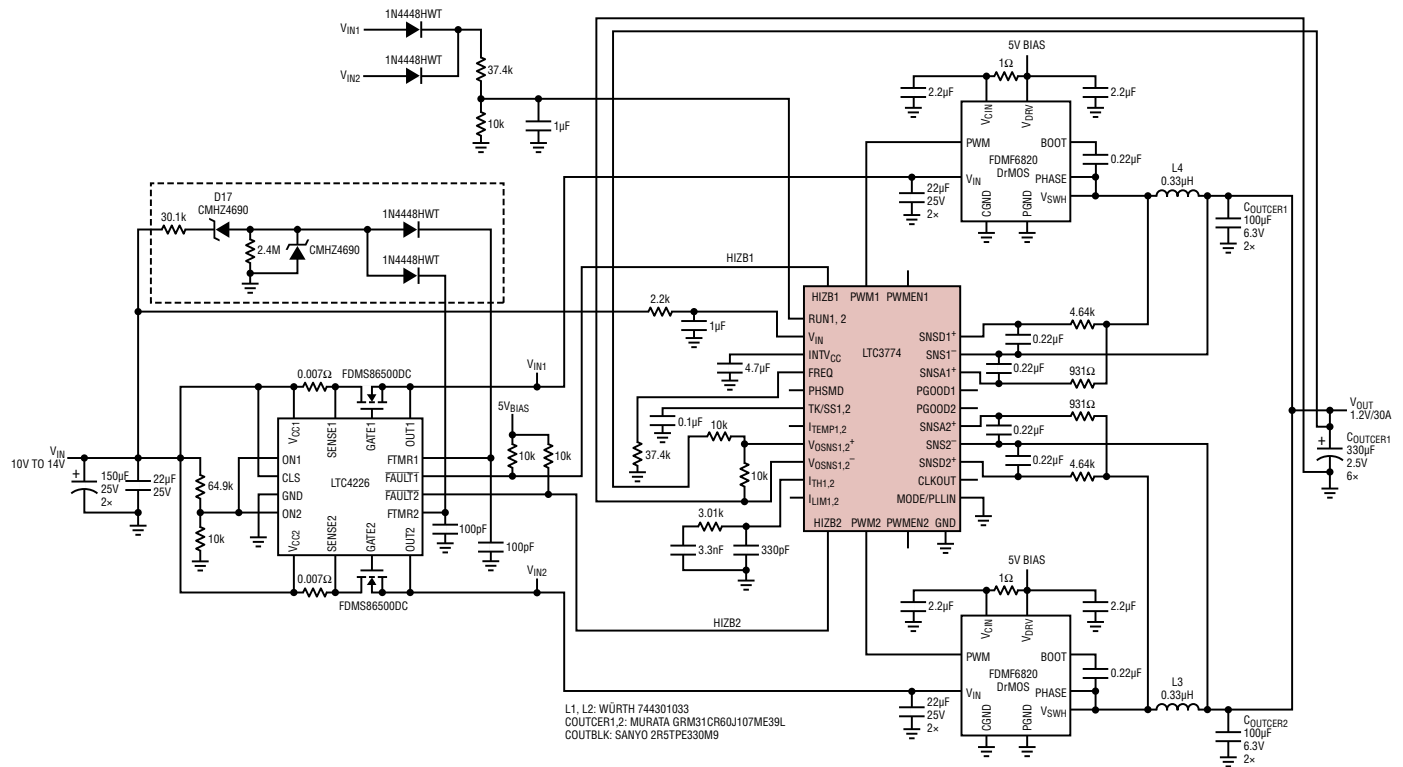 1N4448HWT
VIN1
1N4448HWT
VIN2
37.4k
10k
1µF
5V BIAS
1Ω
2.2µF
2.2µF
VCIN
VDRV
PWM
BOOT
FDMF6820
DrMOS
0.22µF
VIN
PHASE
VSWH
CGND
PGND
22µF
25V
2×
L4
0.33µH
COUTCER1
100µF
6.3V
2×
D17
CMHZ4690
30.1k
2.4M
CMHZ4690
1N4448HWT
1N4448HWT
HIZB1
2.2k
1µF
4.7µF
0.1µF
37.4k
10k
10k
3.01k
3.3nF
330pF
HIZB1
PWM1
PWMEN1
RUN1, 2
VIN
INTVCC
FREQ
PHSMD
TK/SS1,2
ITEMP1,2
VOSNS1,2+
VOSNS1,2–
ITH1,2
ILIM1,2
HIZB2
PWM2
PWMEN2
GND
LTC3774
SNSD1+
SNS1–
SNSA1+
PGOOD1
PGOOD2
SNSA2+
SNS2–
SNSD2+
CLKOUT
MODE/PLLIN
4.64k
0.22µF
0.22µF
931Ω
931Ω
0.22µF
0.22µF
4.64k
VOUT
1.2V/30A
COUTCER1
330µF
2.5V
6×
+
VIN
10V TO 14V
+
150µF
25V
2×
22µF
25V
64.9k
10k
0.007Ω
FDMS86500DC
VIN1
5VBIAS
10k
10k
VCC1
SENSE1
GATE1
OUT1
ON1
CLS
GND
ON2
LTC4226
FTMR1
FAULT1
FAULT2
FTMR2
VCC2
SENSE2
GATE2
OUT2
100pF
100pF
0.007Ω
FDMS86500DC
VIN2
HIZB2
5V BIAS
1Ω
2.2µF
2.2µF
VCIN
VDRV
PWM
BOOT
FDMF6820
DrMOS
0.22µF
VIN
PHASE
VSWH
CGND
PGND
22µF
25V
2×
L3
0.33µH
COUTCER2
100µF
6.3V
2×
L1, L2: WÜRTH 744301033
COUTCER1,2: MURATA GRM31CR60J107ME39L
COUTBLK: SANYO 2R5TPE330M9